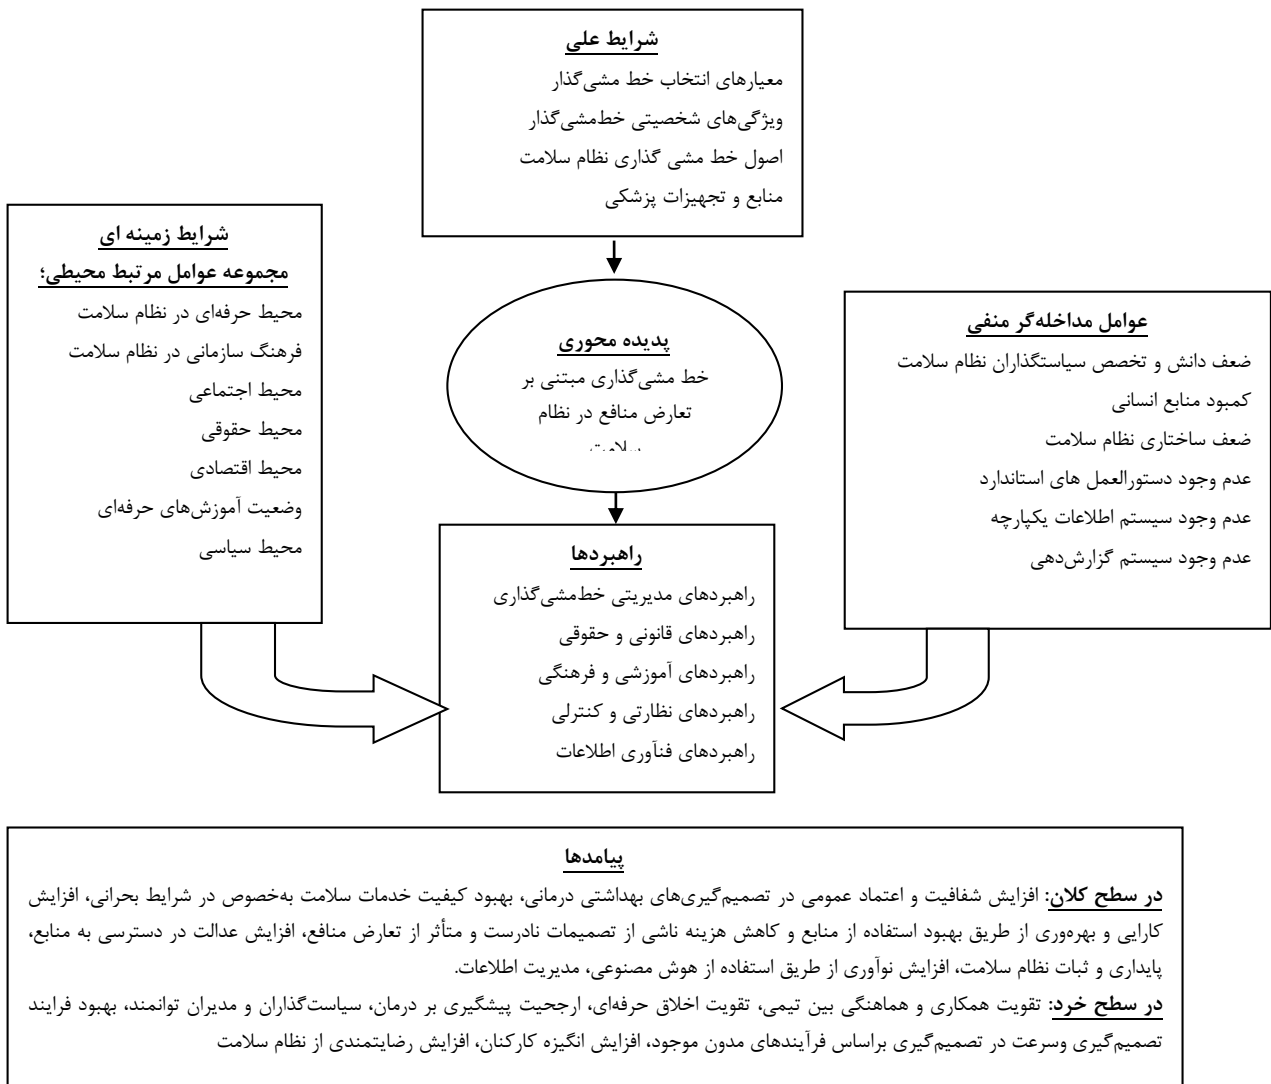 شرایط علی
معیارهای انتخاب خط مشی‌گذار
ویژگی‌های شخصیتی خط‌مشی‌گذار
اصول خط مشی گذاری نظام سلامت
منابع و تجهیزات پزشکی
شرایط زمینه ای
مجموعه عوامل مرتبط محیطی؛
محیط حرفه‌ای در نظام سلامت
فرهنگ سازمانی در نظام سلامت
محیط اجتماعی
محیط حقوقی
محیط اقتصادی
وضعیت آموزش‌های حرفه‌ای
محیط سیاسی
پدیده محوری
خط مشی‌گذاری مبتنی بر
تعارض منافع در نظام
سلامت
عوامل مداخله‌گر منفی
ضعف دانش و تخصص سیاستگذاران نظام سلامت
کمبود منابع انسانی
ضعف ساختاری نظام سلامت
عدم وجود دستورالعمل های استاندارد
عدم وجود سیستم اطلاعات یکپارچه
عدم وجود سیستم گزارش‌دهی
راهبردها
راهبردهای مدیریتی خط‌مشی‌گذاری
راهبردهای قانونی و حقوقی
راهبردهای آموزشی و فرهنگی
راهبردهای نظارتی و کنترلی
راهبردهای فنآوری اطلاعات
پیامدها
در سطح کلان: افزایش شفافیت و اعتماد عمومی در تصمیم‌گیری‌های بهداشتی درمانی، بهبود کیفیت خدمات سلامت به‌خصوص در شرایط بحرانی، افزایش
کارایی و بهره‌وری از طریق بهبود استفاده از منابع و کاهش هزینه ناشی از تصمیمات نادرست و متأثر از تعارض منافع، افزایش عدالت در دسترسی به منابع،
پایداری و ثبات نظام سلامت، افزایش نوآوری از طریق استفاده از هوش مصنوعی، مدیریت اطلاعات.
در سطح خرد: تقویت همکاری و هماهنگی بین تیمی، تقویت اخلاق حرفه‌ای، ارجحیت پیشگیری بر درمان، سیاست‌گذاران و مدیران توانمند، بهبود فرایند
تصمیم‌گیری وسرعت در تصمیم‌گیری براساس فرآیندهای مدون موجود، افزایش انگیزه کارکنان، افزایش رضایتمندی از نظام سلامت